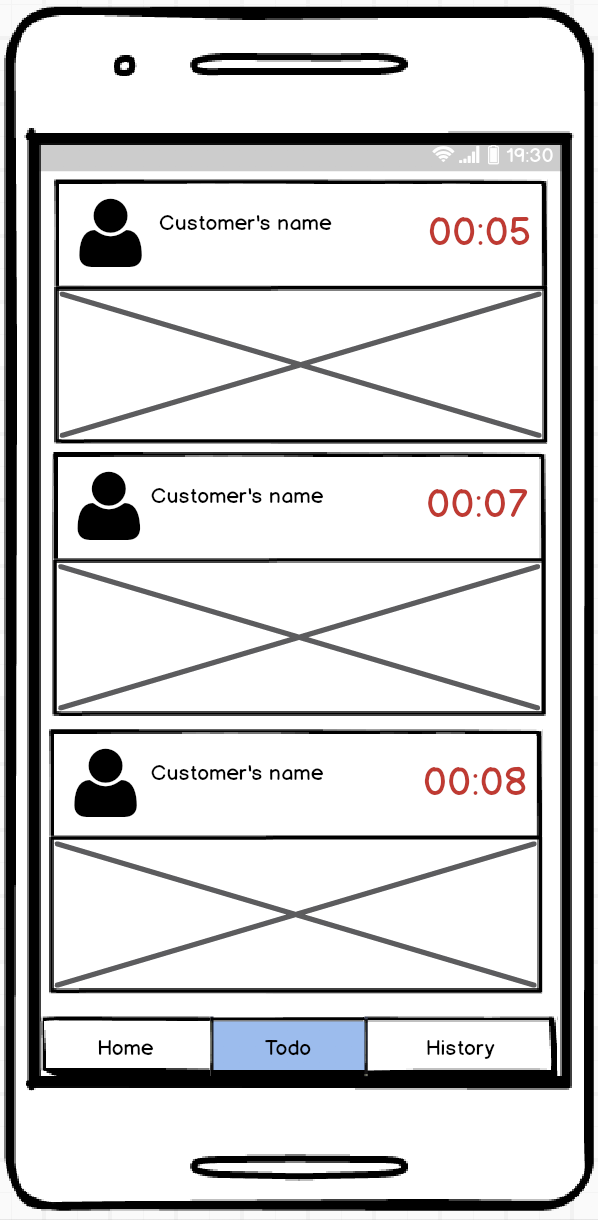 19:30
Customer's name
00:05
Customer's name
00:07
Customer's name
00:08
Home
Todo
History